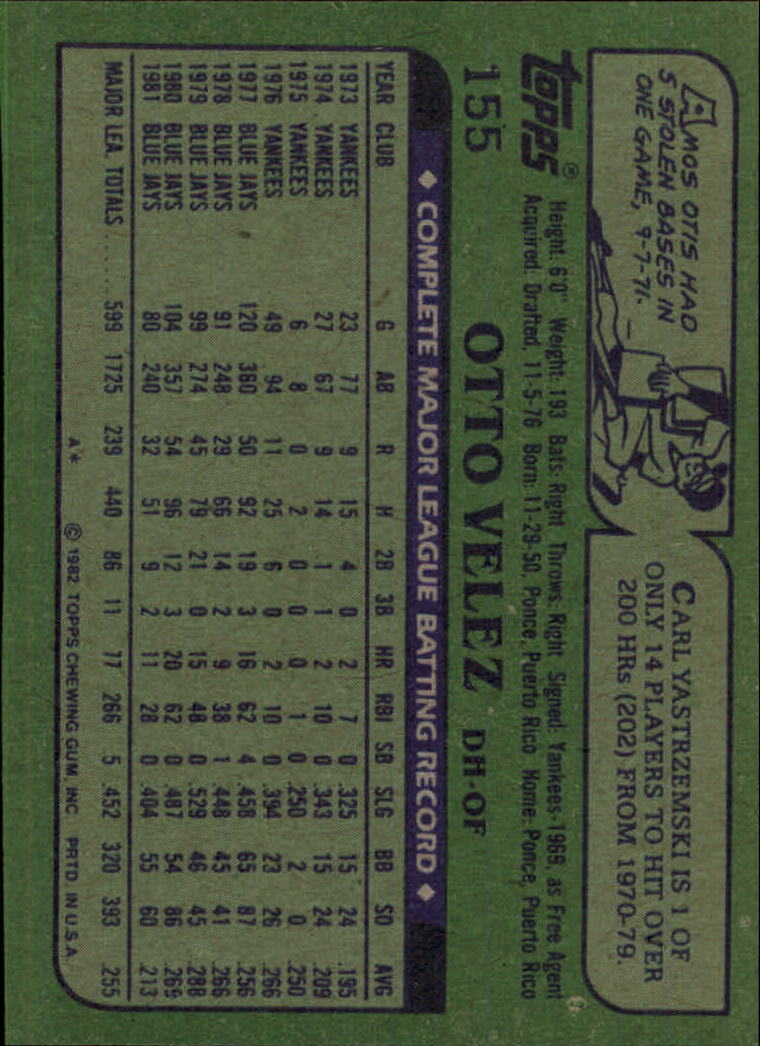 AMOS OTIS HAD
5 STOLEN BASES IN
ONE GAME, 9-7-71.
CARL YASTRZEMSKI IS 1 OF
ONLY 14 PLAYERS TO HIT OVER
200 HRs (202) FROM 1970-79.
topps®
Height: 6'0" Weight: 193 Bats: Right Throws: Right Signed: Yankees-1969, as Free Agent
Acquired: Drafted, 11-5-76 Born: 11-29-50, Ponce, Puerto Rico Home: Ponce, Puerto Rico
155 OTTO VELEZ DH-OF
◆ COMPLETE MAJOR LEAGUE BATTING RECORD ◆
YEAR CLUB G AB R H 2B 3B HR RBI SB SLG BB SO AVG
1973 YANKEES 23 77 9 15 4 0 2 7 0 .325 15 24 .195
1974 YANKEES 27 67 9 14 1 1 2 10 0 .343 15 24 .209
1975 YANKEES 6 8 0 2 0 0 0 1 0 .250 2 0 .250
1976 YANKEES 49 94 11 25 6 0 2 10 0 .394 23 26 .266
1977 BLUE JAYS 120 360 50 92 19 3 16 62 4 .458 65 87 .256
1978 BLUE JAYS 91 248 29 66 14 2 9 38 1 .448 45 41 .266
1979 BLUE JAYS 99 274 45 79 21 0 15 48 0 .529 46 45 .288
1980 BLUE JAYS 104 357 54 96 12 3 20 62 0 .487 54 86 .269
1981 BLUE JAYS 80 240 32 51 9 2 11 28 0 .404 55 60 .213
MAJOR LEA. TOTALS ...... 599 1725 239 440 86 11 77 266 5 .452 320 393 .255
A* © 1982 TOPPS CHEWING GUM, INC. PRTD. IN U.S.A.